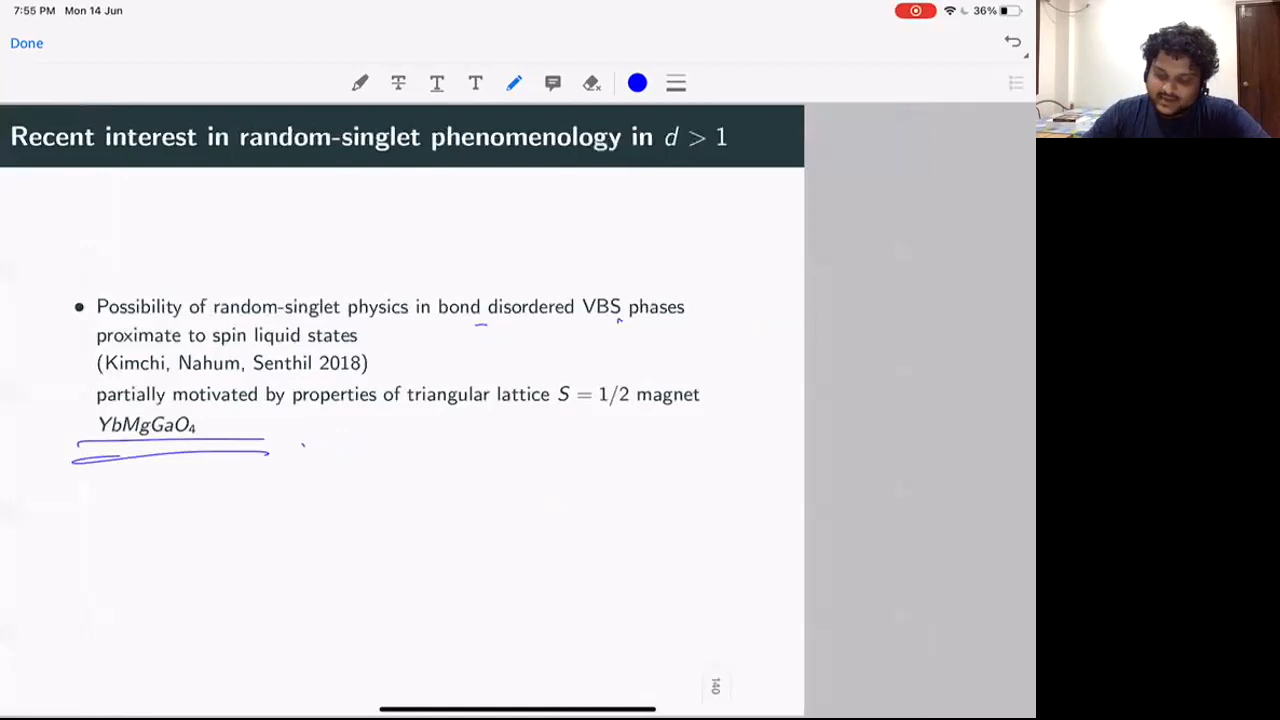 7:55 PM Mon 14 Jun
36%
Done
Recent interest in random-singlet phenomenology in d > 1
• Possibility of random-singlet physics in bond disordered VBS phases
proximate to spin liquid states
(Kimchi, Nahum, Senthil 2018)
partially motivated by properties of triangular lattice S = 1/2 magnet
YbMgGaO₄
140